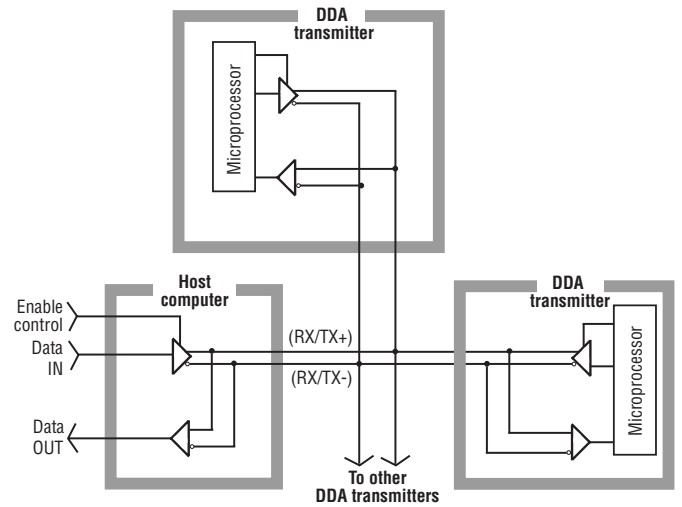 DDA
transmitter
Microprocessor
Host
computer
Enable
control
Data
IN
Data
OUT
(RX/TX+)
(RX/TX-)
DDA
transmitter
Microprocessor
To other
DDA transmitters